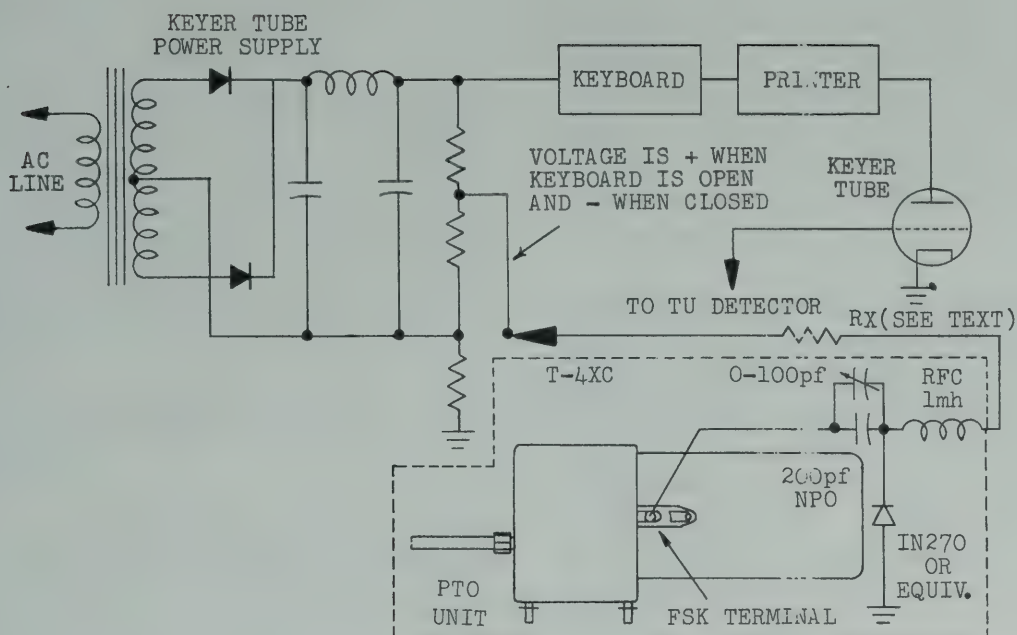 KEYER TUBE
POWER SUPPLY
AC
LINE
KEYBOARD
PRINTER
VOLTAGE IS + WHEN
KEYBOARD IS OPEN
AND - WHEN CLOSED
KEYER
TUBE
TO TU DETECTOR
RX(SEE TEXT)
T-4XC
0-100pf
RFC
1mh
200pf
NPO
IN270
OR
EQUIV.
PTO
UNIT
FSK TERMINAL